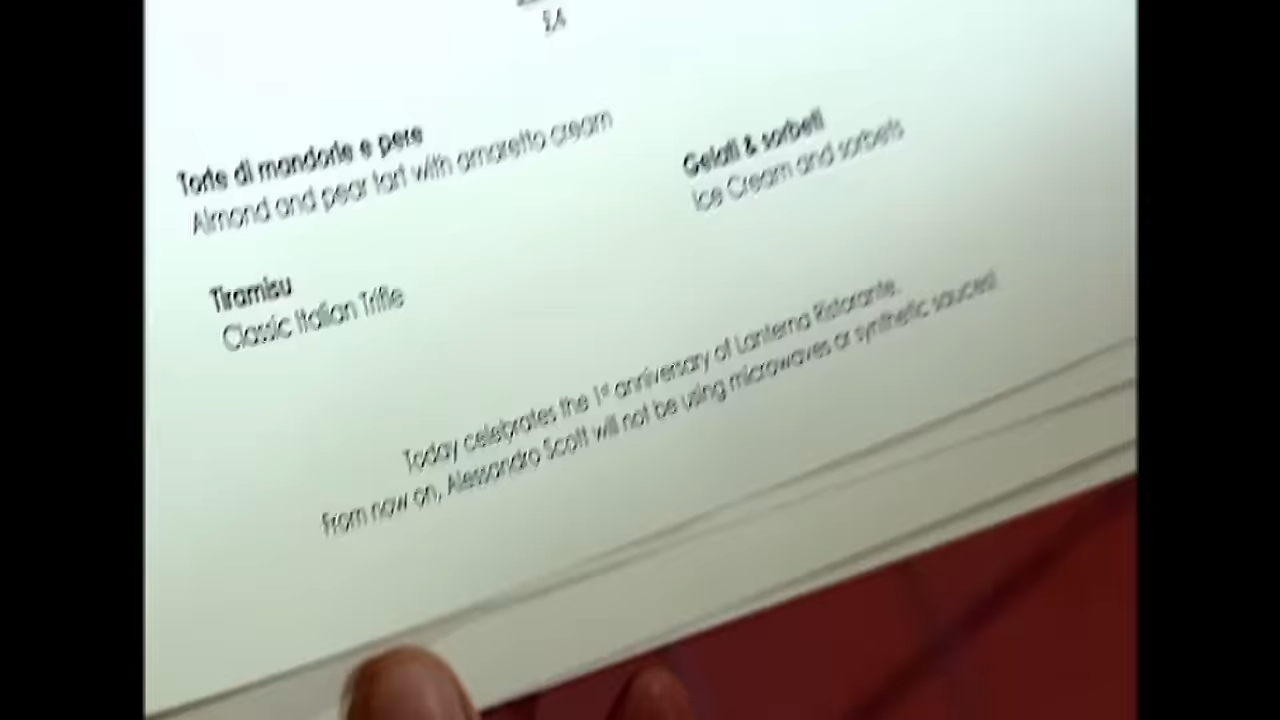 £4
Torte di mandorle e pere
Almond and pear tart with amaretto cream
Gelati & sorbeti
Ice Cream and sorbets
Tiramisu
Classic Italian Trifle
Today celebrates the 1st anniversary of Lanterna Ristorante.
From now on, Alessandro Scott will not be using microwaves or synthetic sauces!